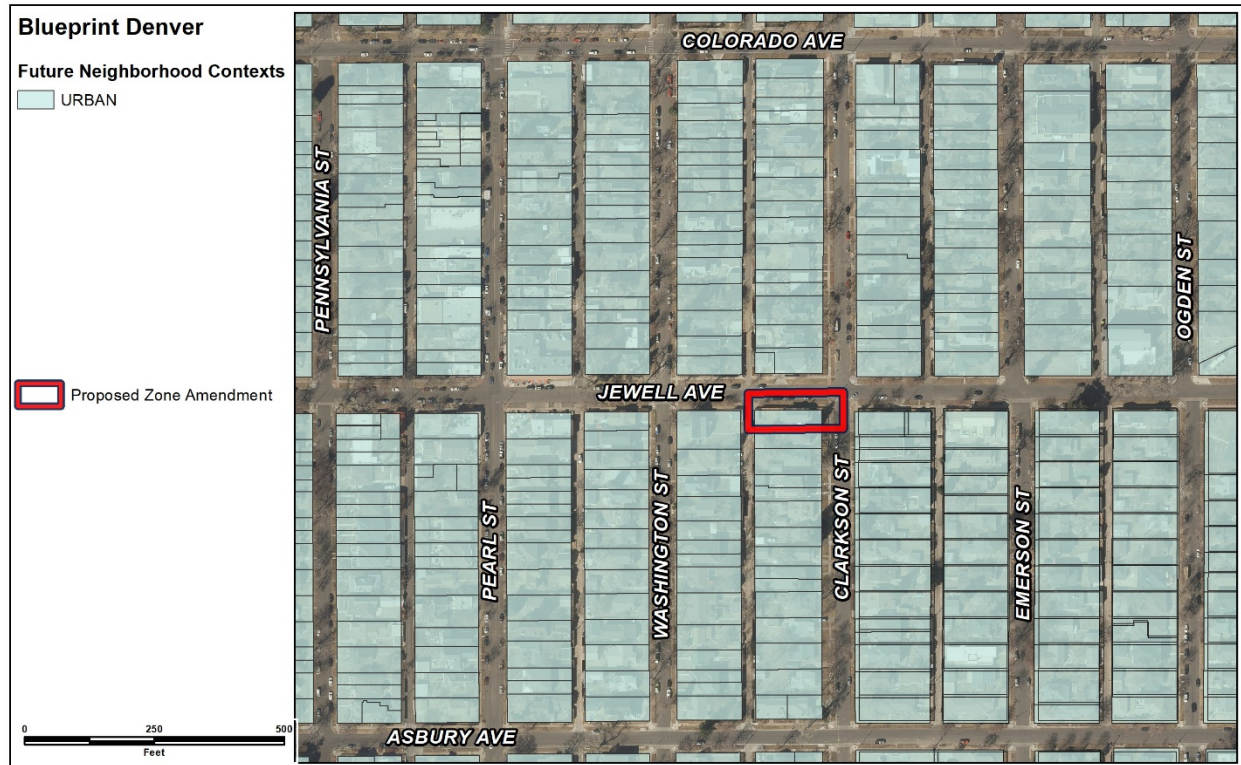 Blueprint Denver
Future Neighborhood Contexts
URBAN
Proposed Zone Amendment
0 250 500
Feet
COLORADO AVE
PENNSYLVANIA ST
OGDEN ST
JEWELL AVE
PEARL ST
WASHINGTON ST
CLARKSON ST
EMERSON ST
ASBURY AVE